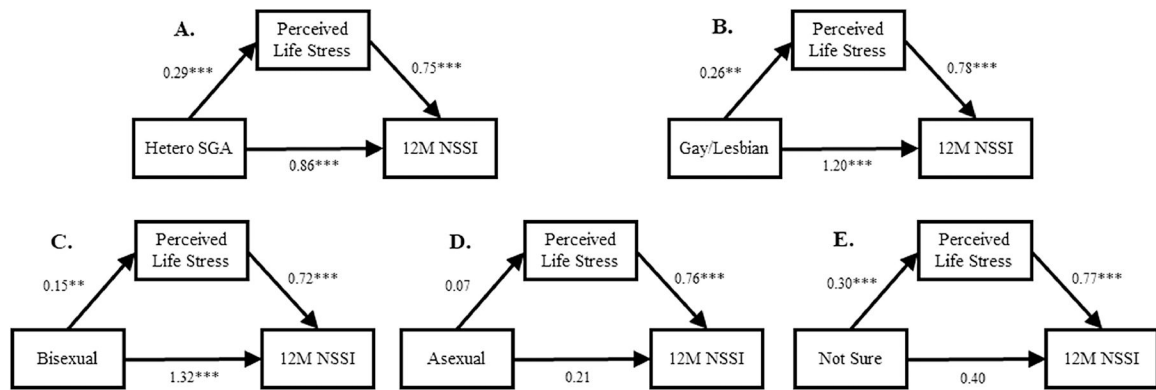 A.
Perceived
Life Stress
0.29***
0.75***
Hetero SGA
12M NSSI
0.86***
B.
Perceived
Life Stress
0.26**
0.78***
Gay/Lesbian
12M NSSI
1.20***
C.
Perceived
Life Stress
0.15**
0.72***
Bisexual
12M NSSI
1.32***
D.
Perceived
Life Stress
0.07
0.76***
Asexual
12M NSSI
0.21
E.
Perceived
Life Stress
0.30***
0.77***
Not Sure
12M NSSI
0.40